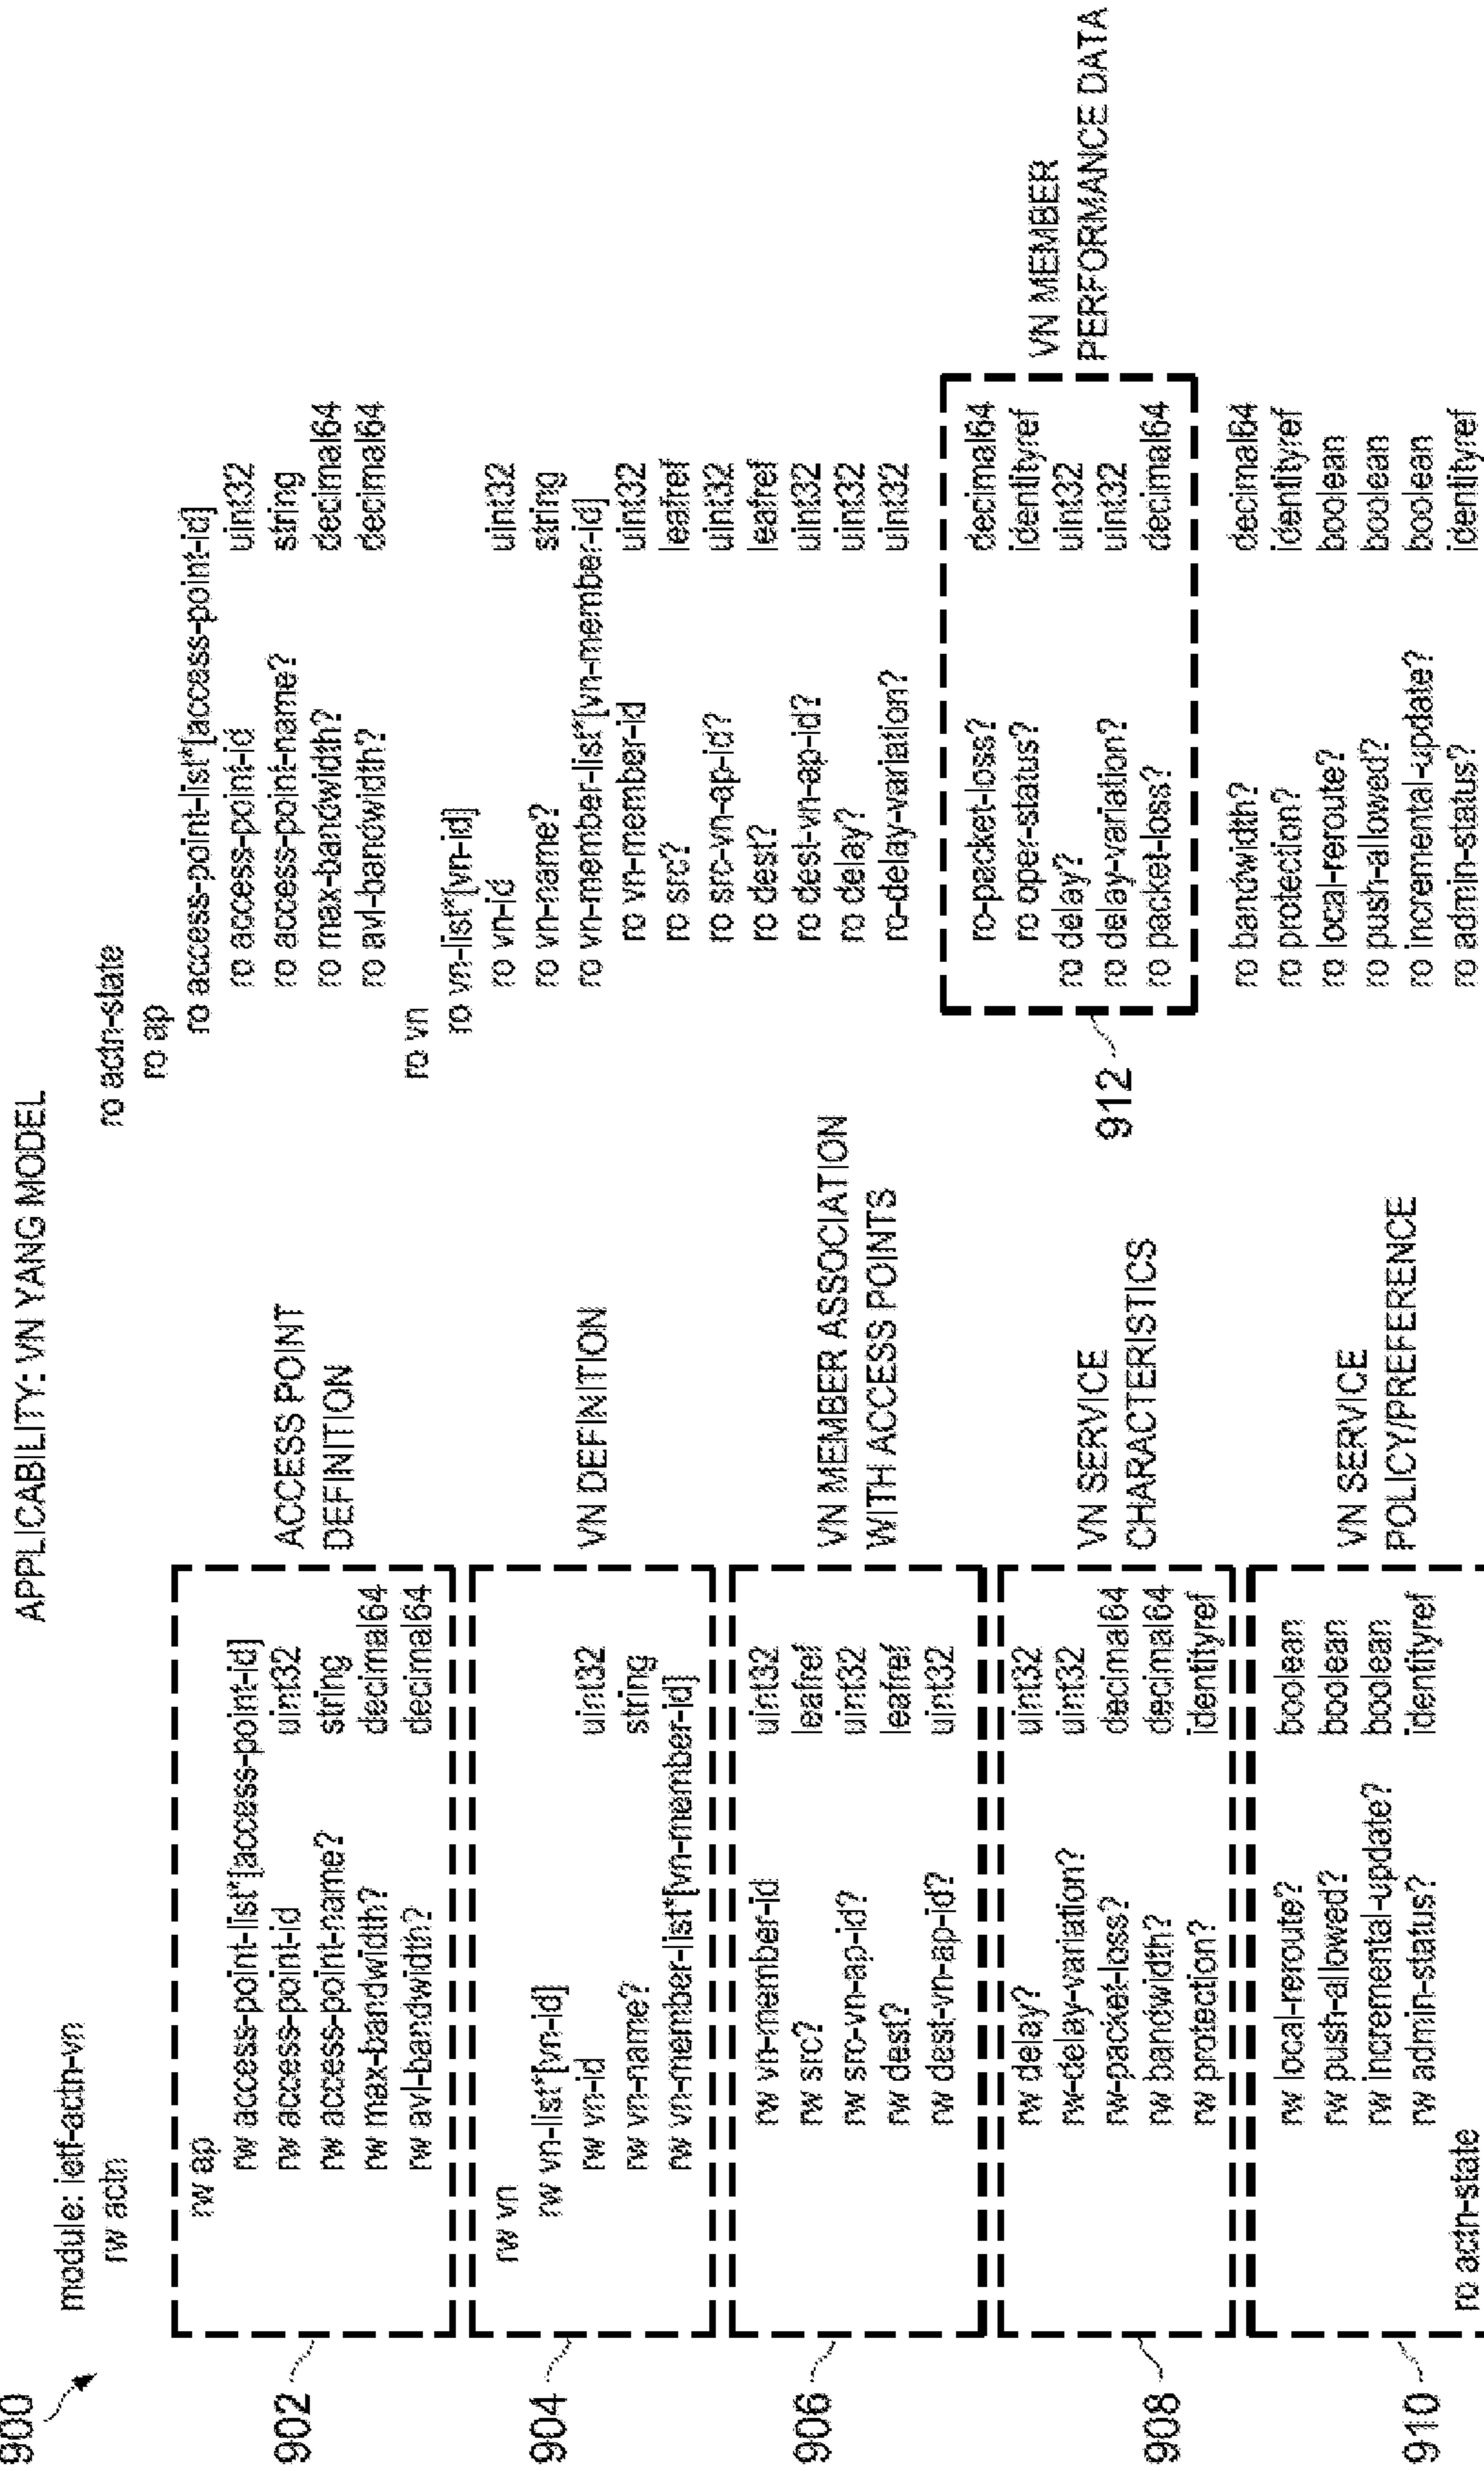 900
APPLICABILITY: VN YANG MODEL
module: ietf-actn-vn
rw actn
902
rw ap
rw access-point-list*[access-point-id]
rw access-point-id uint32
rw access-point-name? string
rw max-bandwidth? decimal64
rw avl-bandwidth? decimal64
ACCESS POINT
DEFINITION
904
rw vn
rw vn-list*[vn-id]
rw vn-id uint32
rw vn-name? string
rw vn-member-list*[vn-member-id]
VN DEFINITION
906
rw vn-member-id uint32
rw src? leafref
rw src-vn-ap-id? uint32
rw dest? leafref
rw dest-vn-ap-id? uint32
VN MEMBER ASSOCIATION
WITH ACCESS POINTS
908
rw delay? uint32
rw-delay-variation? uint32
rw-packet-loss? decimal64
rw bandwidth? decimal64
rw protection? identityref
VN SERVICE
CHARACTERISTICS
910
rw local-reroute? boolean
rw push-allowed? boolean
rw incremental-update? boolean
rw admin-status? identityref
VN SERVICE
POLICY/PREFERENCE
ro actn-state
ro actn-state
ro ap
ro access-point-list*[access-point-id]
ro access-point-id uint32
ro access-point-name? string
ro max-bandwidth? decimal64
ro avl-bandwidth? decimal64
ro vn
ro vn-list*[vn-id]
ro vn-id uint32
ro vn-name? string
ro vn-member-list*[vn-member-id]
ro vn-member-id uint32
ro src? leafref
ro src-vn-ap-id? uint32
ro dest? leafref
ro dest-vn-ap-id? uint32
ro delay? uint32
ro-delay-variation? uint32
912
ro-packet-loss? decimal64
ro oper-status? identityref
ro delay? uint32
ro delay-variation? uint32
ro packet-loss? decimal64
VN MEMBER
PERFORMANCE DATA
ro bandwidth? decimal64
ro protection? identityref
ro local-reroute? boolean
ro push-allowed? boolean
ro incremental-update? boolean
ro admin-status? identityref